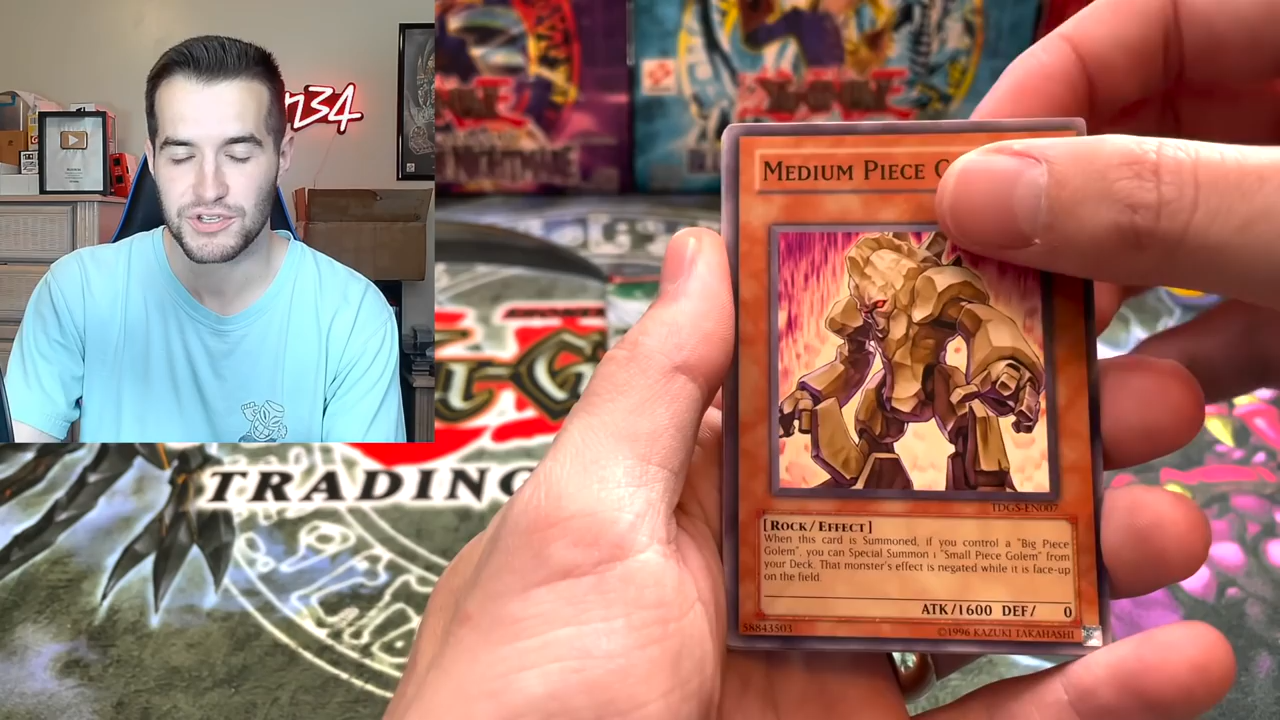 34
MEDIUM PIECE
TDGS-EN007
[ROCK/EFFECT]
When this card is Summoned, if you control a "Big Piece
Golem", you can Special Summon 1 "Small Piece Golem" from
your Deck. That monster's effect is negated while it is face-up
on the field.
ATK/1600 DEF/ 0
58843503
©1996 KAZUKI TAKAHASHI
TRADING